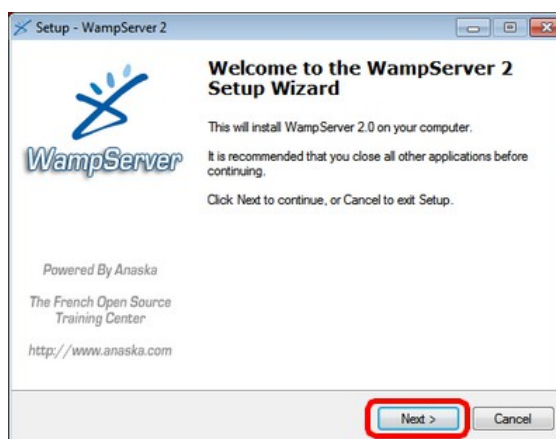 Setup - WampServer 2
Welcome to the WampServer 2
Setup Wizard
This will install WampServer 2.0 on your computer.
It is recommended that you close all other applications before
continuing.
Click Next to continue, or Cancel to exit Setup.
WampServer
Powered By Anaska
The French Open Source
Training Center
http://www.anaska.com
Next >
Cancel